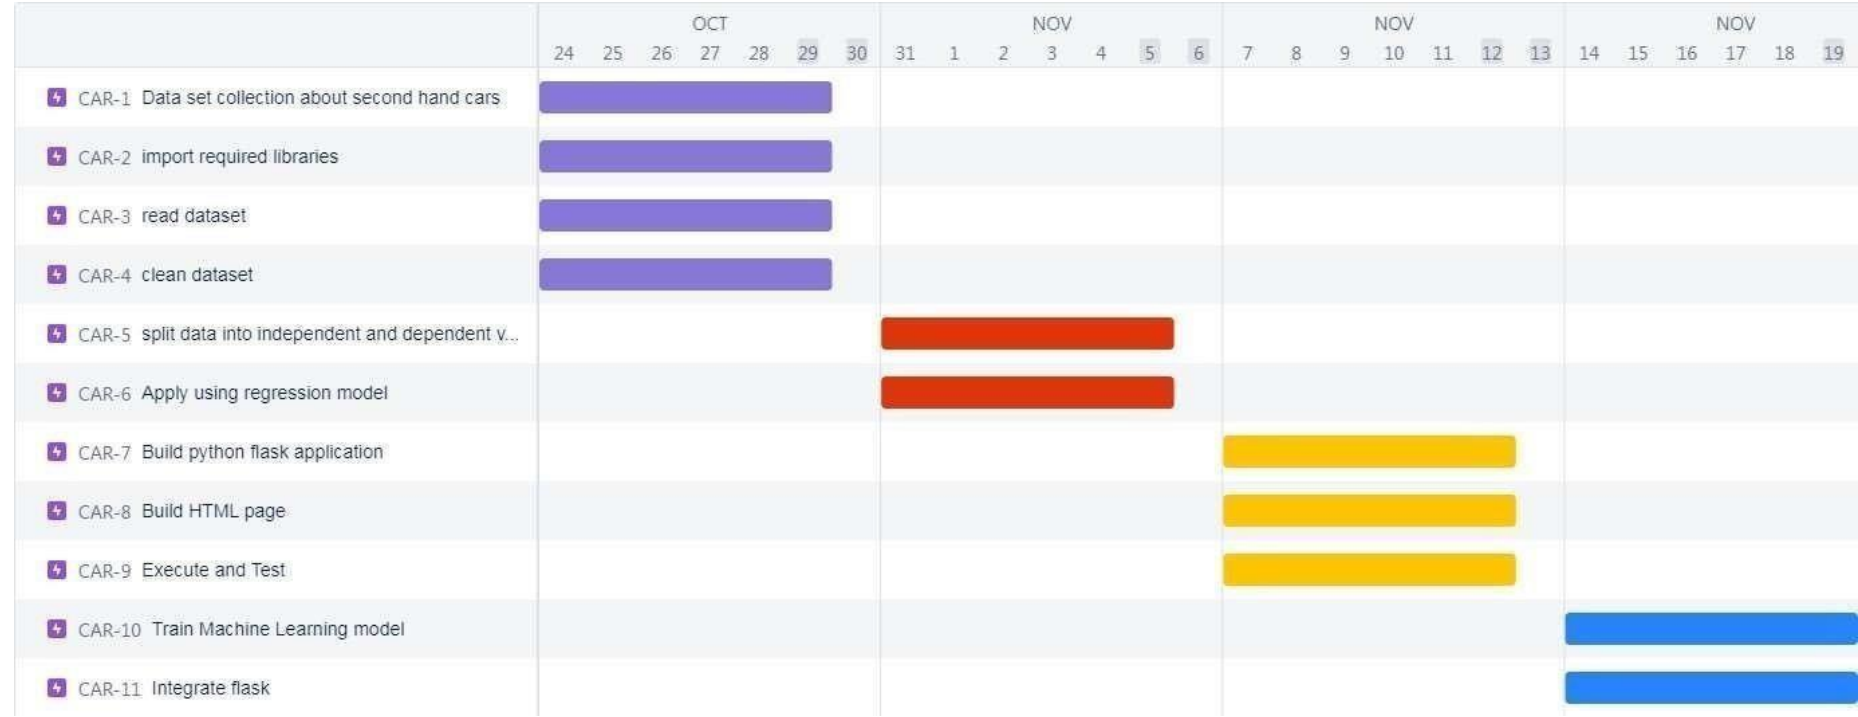 OCT NOV NOV NOV
24 25 26 27 28 29 30 31 1 2 3 4 5 6 7 8 9 10 11 12 13 14 15 16 17 18 19
CAR-1 Data set collection about second hand cars
CAR-2 import required libraries
CAR-3 read dataset
CAR-4 clean dataset
CAR-5 split data into independent and dependent v...
CAR-6 Apply using regression model
CAR-7 Build python flask application
CAR-8 Build HTML page
CAR-9 Execute and Test
CAR-10 Train Machine Learning model
CAR-11 Integrate flask